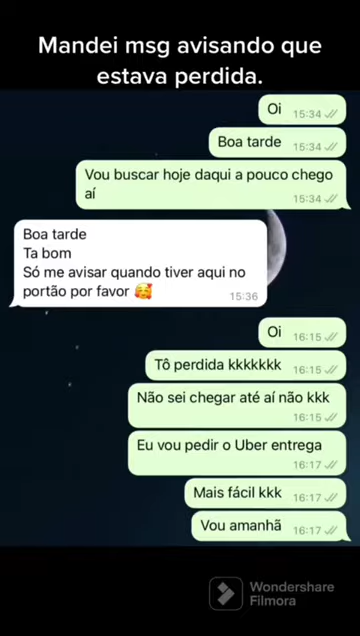 Mandei msg avisando que
estava perdida.
Oi 15:34
Boa tarde 15:34
Vou buscar hoje daqui a pouco chego
aí 15:34
Boa tarde
Ta bom
Só me avisar quando tiver aqui no
portão por favor 🥰 15:36
Oi 16:15
Tô perdida kkkkkkk 16:15
Não sei chegar até aí não kkk
16:15
Eu vou pedir o Uber entrega
16:17
Mais fácil kkk 16:17
Vou amanhã 16:17
Wondershare
Filmora